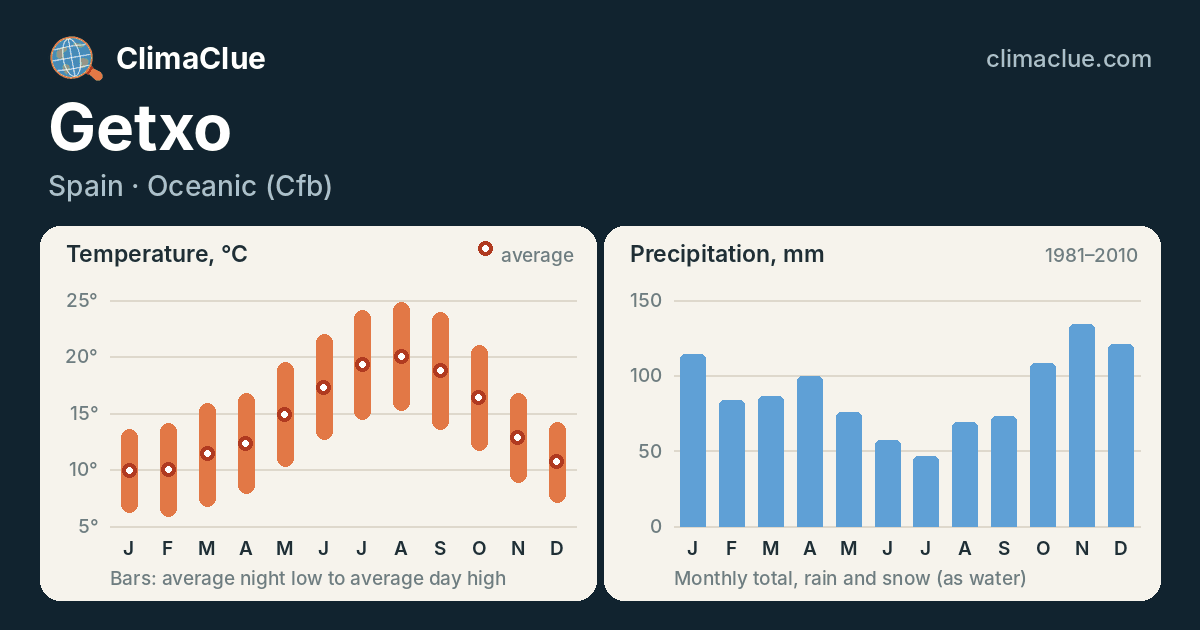 ClimaClue
climaclue.com
Getxo
Spain · Oceanic (Cfb)
Temperature, °C
average
25°
20°
15°
10°
5°
J F M A M J J A S O N D
Bars: average night low to average day high
Precipitation, mm
1981–2010
150
100
50
0
J F M A M J J A S O N D
Monthly total, rain and snow (as water)